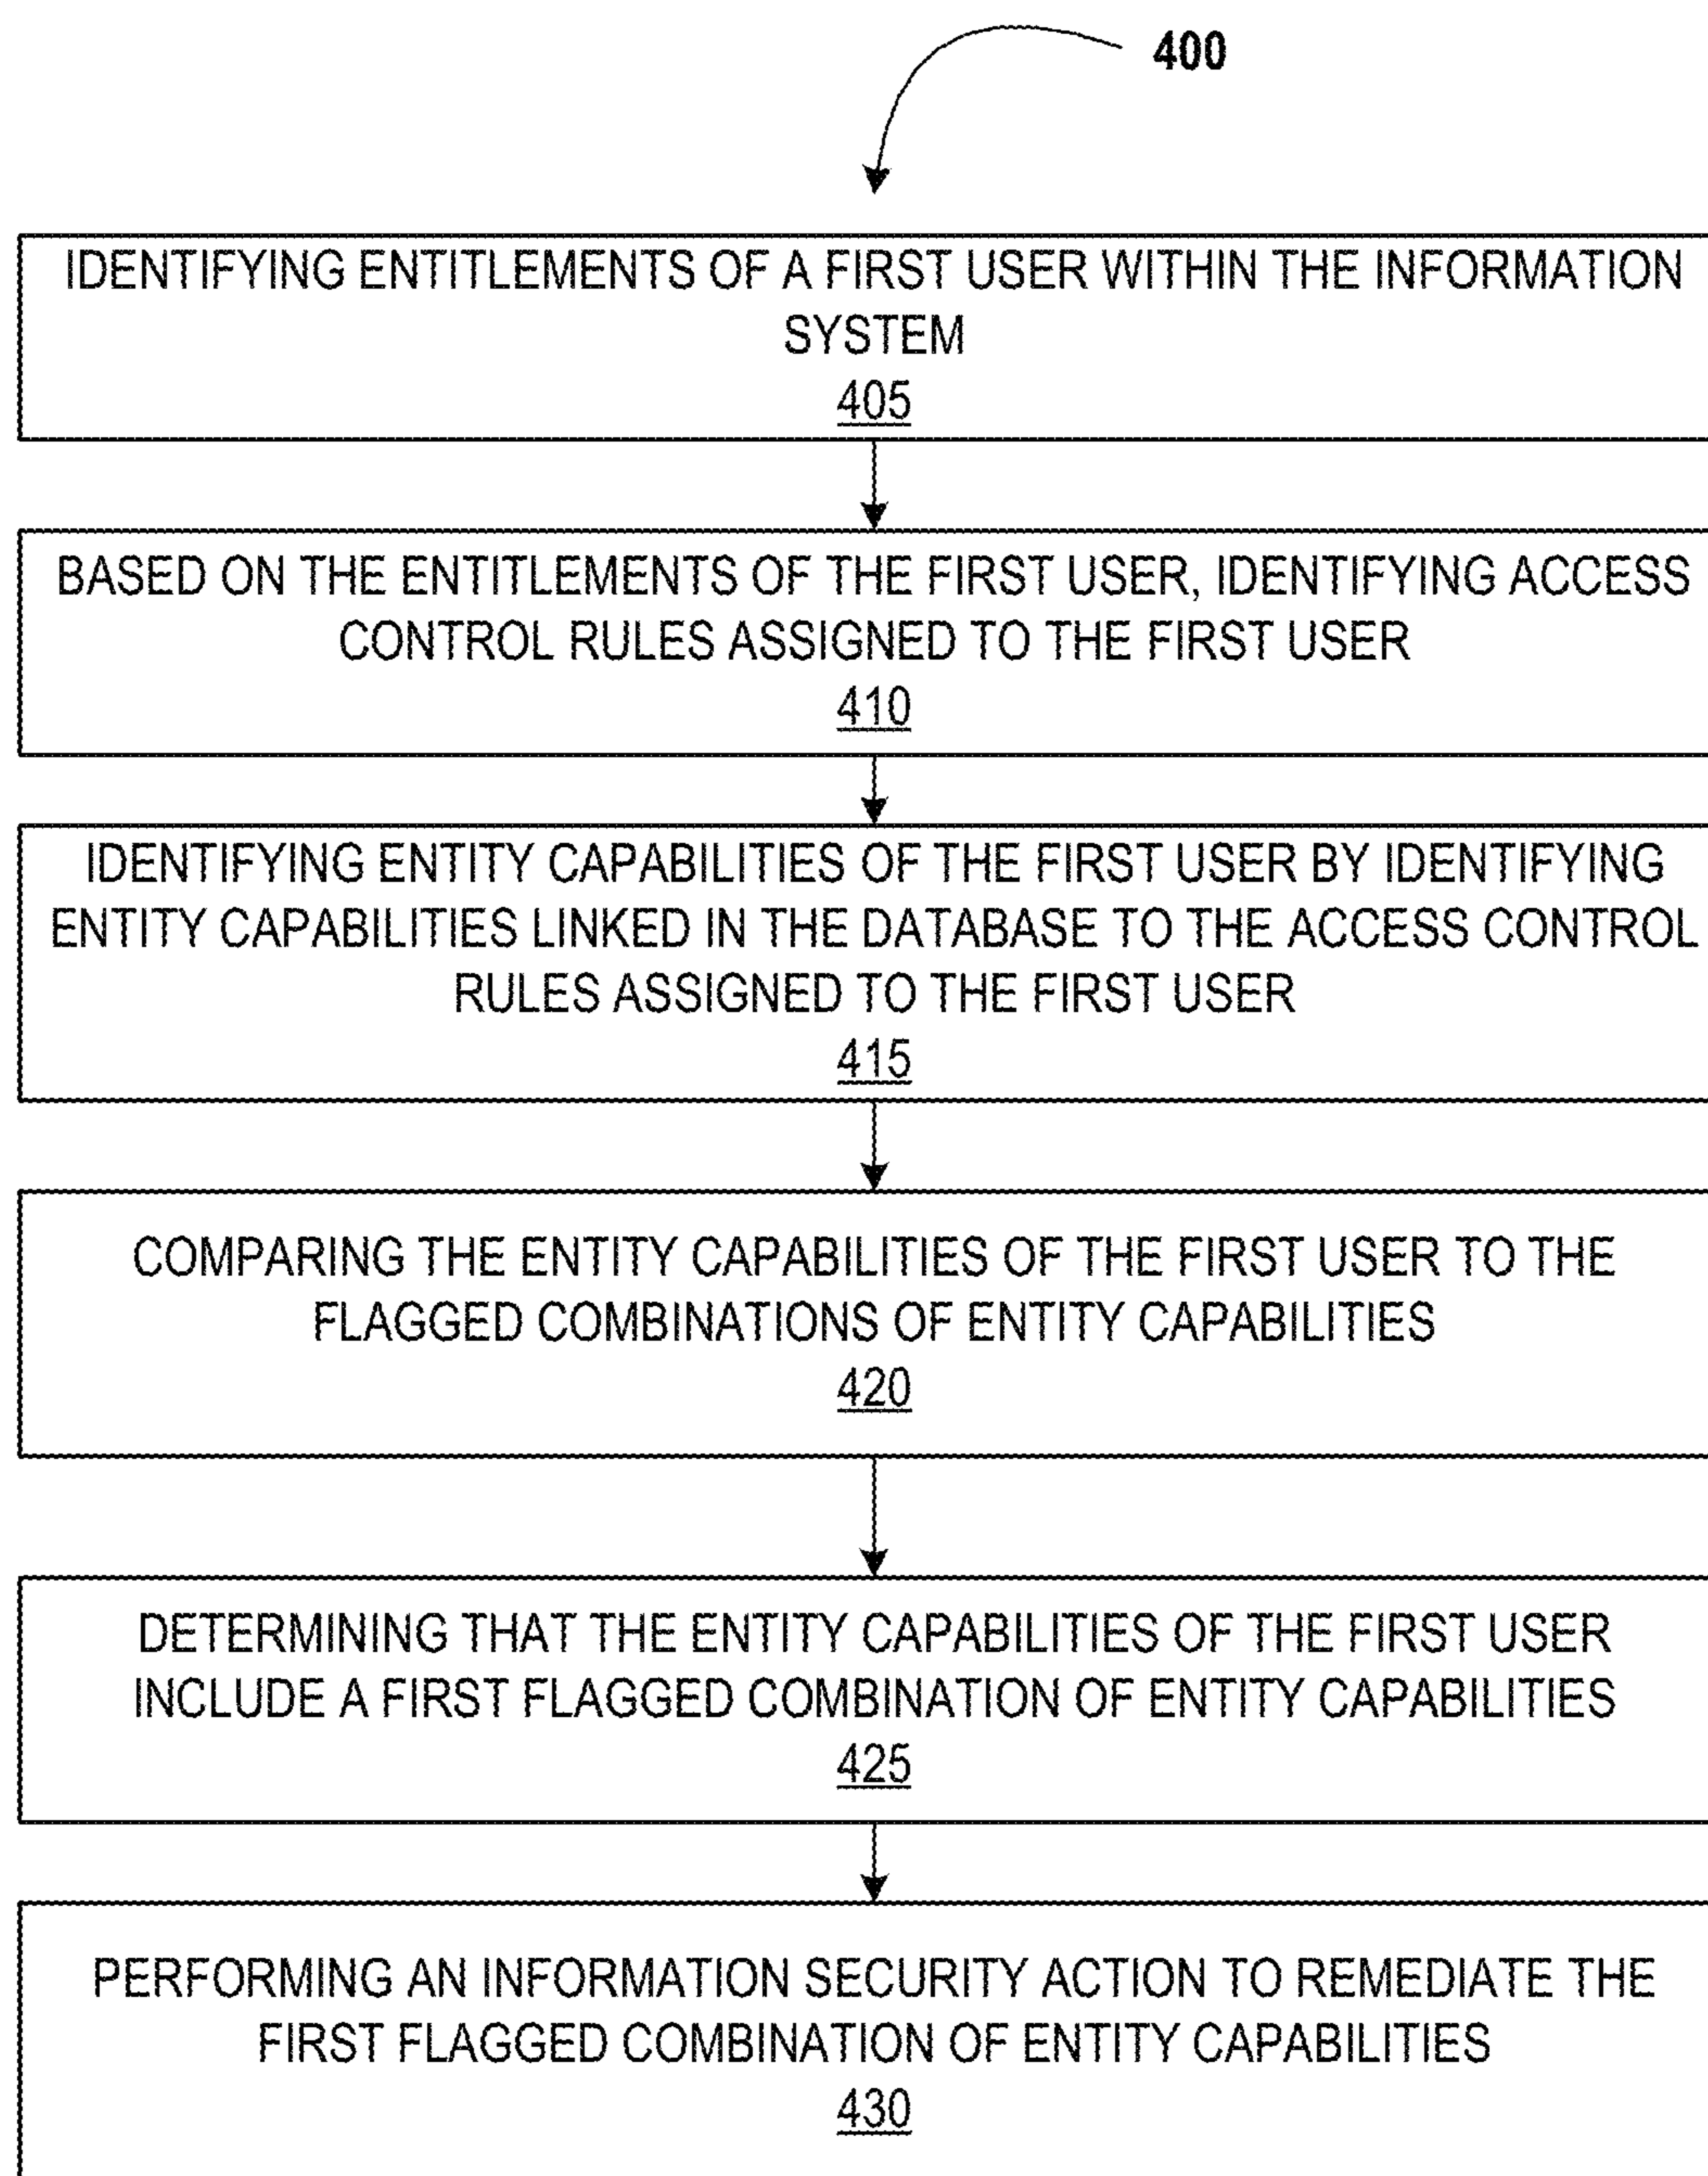 400
IDENTIFYING ENTITLEMENTS OF A FIRST USER WITHIN THE INFORMATION
SYSTEM
405
BASED ON THE ENTITLEMENTS OF THE FIRST USER, IDENTIFYING ACCESS
CONTROL RULES ASSIGNED TO THE FIRST USER
410
IDENTIFYING ENTITY CAPABILITIES OF THE FIRST USER BY IDENTIFYING
ENTITY CAPABILITIES LINKED IN THE DATABASE TO THE ACCESS CONTROL
RULES ASSIGNED TO THE FIRST USER
415
COMPARING THE ENTITY CAPABILITIES OF THE FIRST USER TO THE
FLAGGED COMBINATIONS OF ENTITY CAPABILITIES
420
DETERMINING THAT THE ENTITY CAPABILITIES OF THE FIRST USER
INCLUDE A FIRST FLAGGED COMBINATION OF ENTITY CAPABILITIES
425
PERFORMING AN INFORMATION SECURITY ACTION TO REMEDIATE THE
FIRST FLAGGED COMBINATION OF ENTITY CAPABILITIES
430